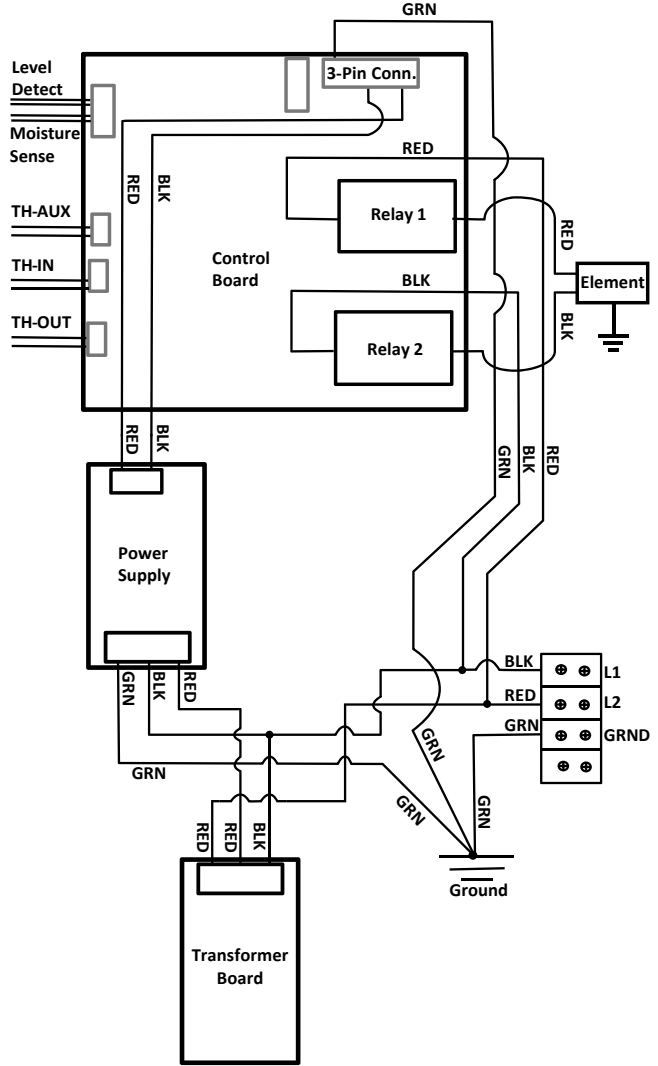 GRN
3-Pin Conn.
Level
Detect
Moisture
Sense
RED
BLK
RED
TH-AUX
Relay 1
RED
TH-IN
Control
Board
BLK
Element
TH-OUT
Relay 2
BLK
RED
BLK
GRN
BLK
RED
Power
Supply
GRN
BLK
RED
BLK
L1
RED
L2
GRN
GRND
GRN
GRN
GRN
GRN
RED
RED
BLK
Ground
Transformer
Board